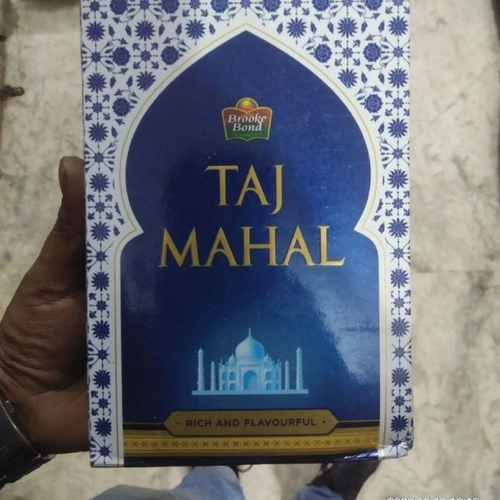 Brooke
Bond
TAJ
MAHAL
RICH AND FLAVOURFUL